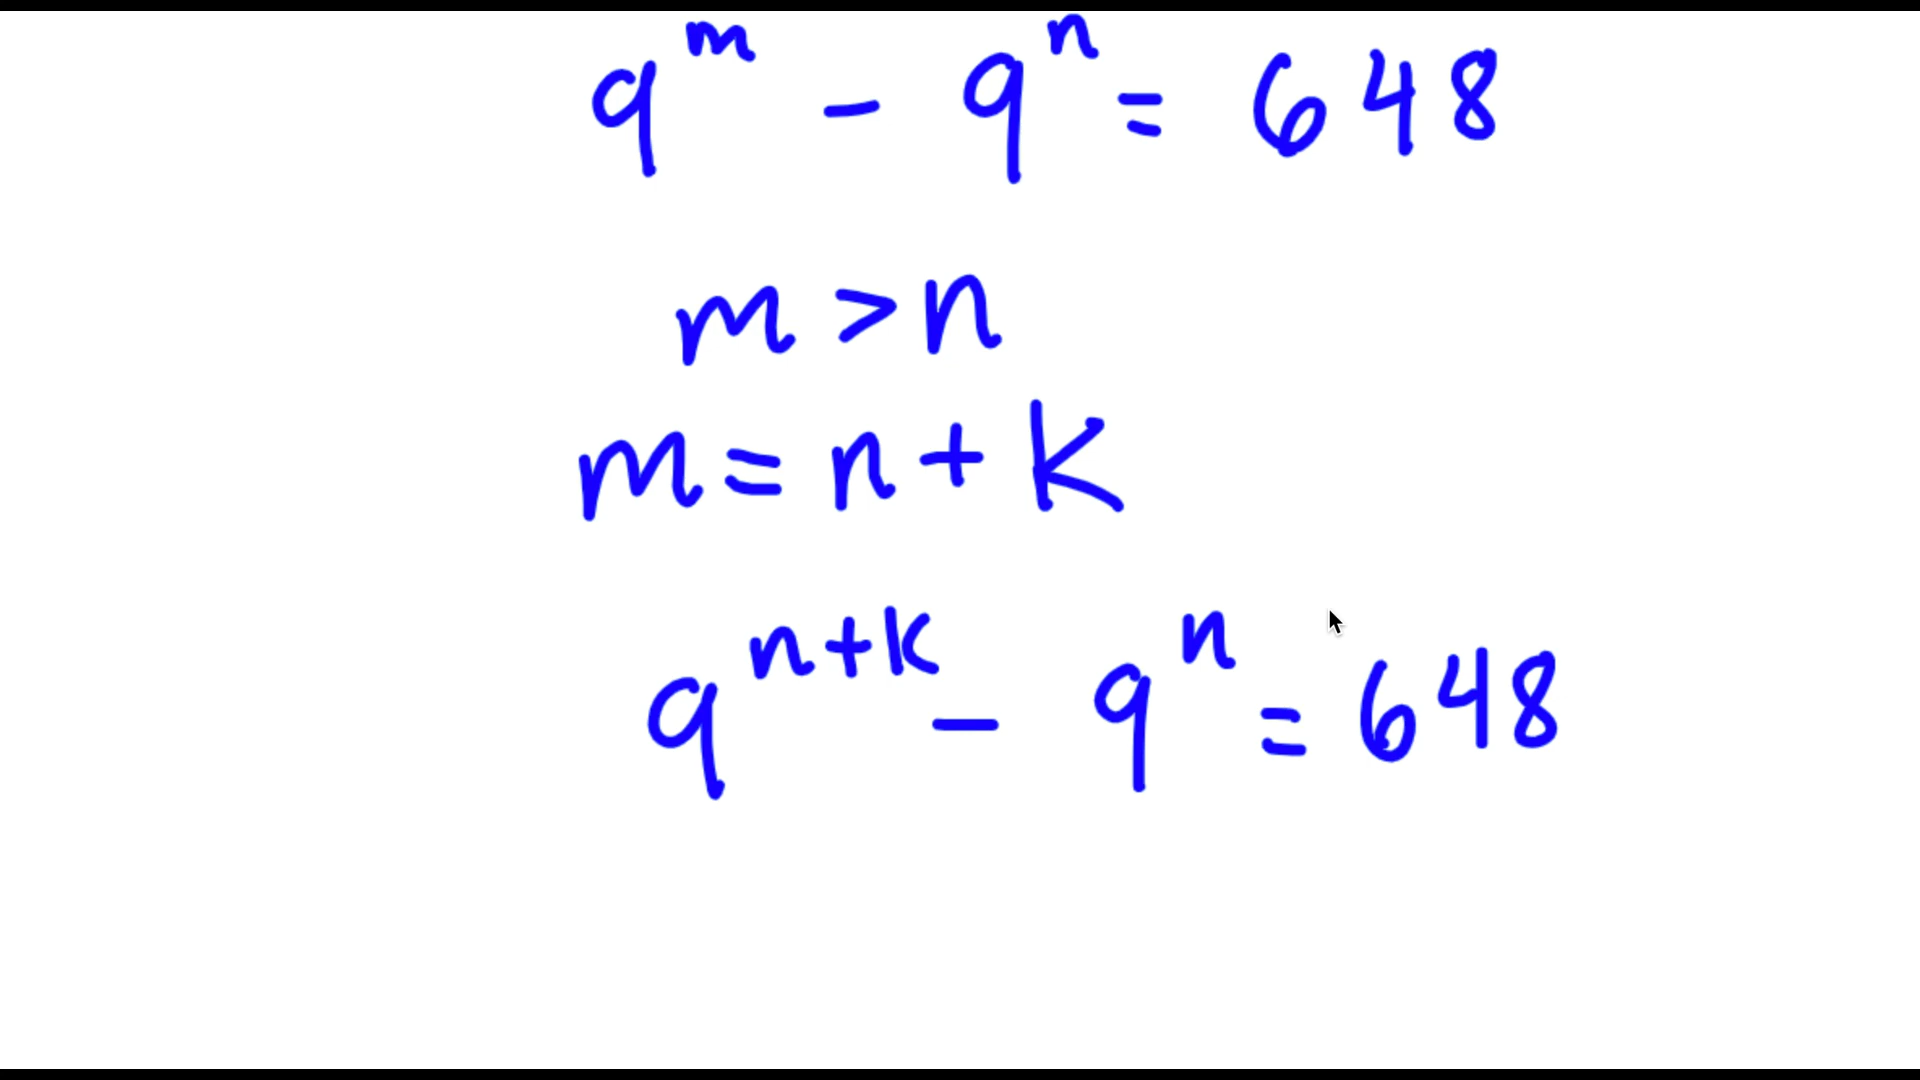 9^m - 9^n = 648
m > n
m = n + k
9^{n+k} - 9^n = 648